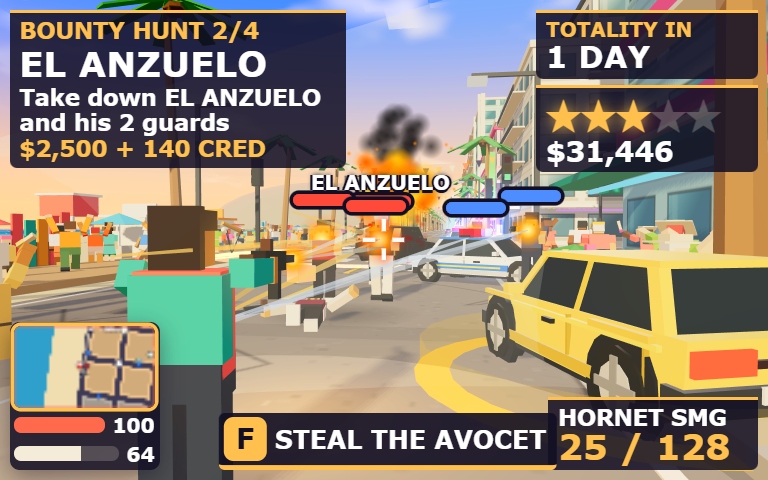 BOUNTY HUNT 2/4
EL ANZUELO
Take down EL ANZUELO
and his 2 guards
$2,500 + 140 CRED
TOTALITY IN
1 DAY
$31,446
EL ANZUELO
100
64
F STEAL THE AVOCET
HORNET SMG
25 / 128